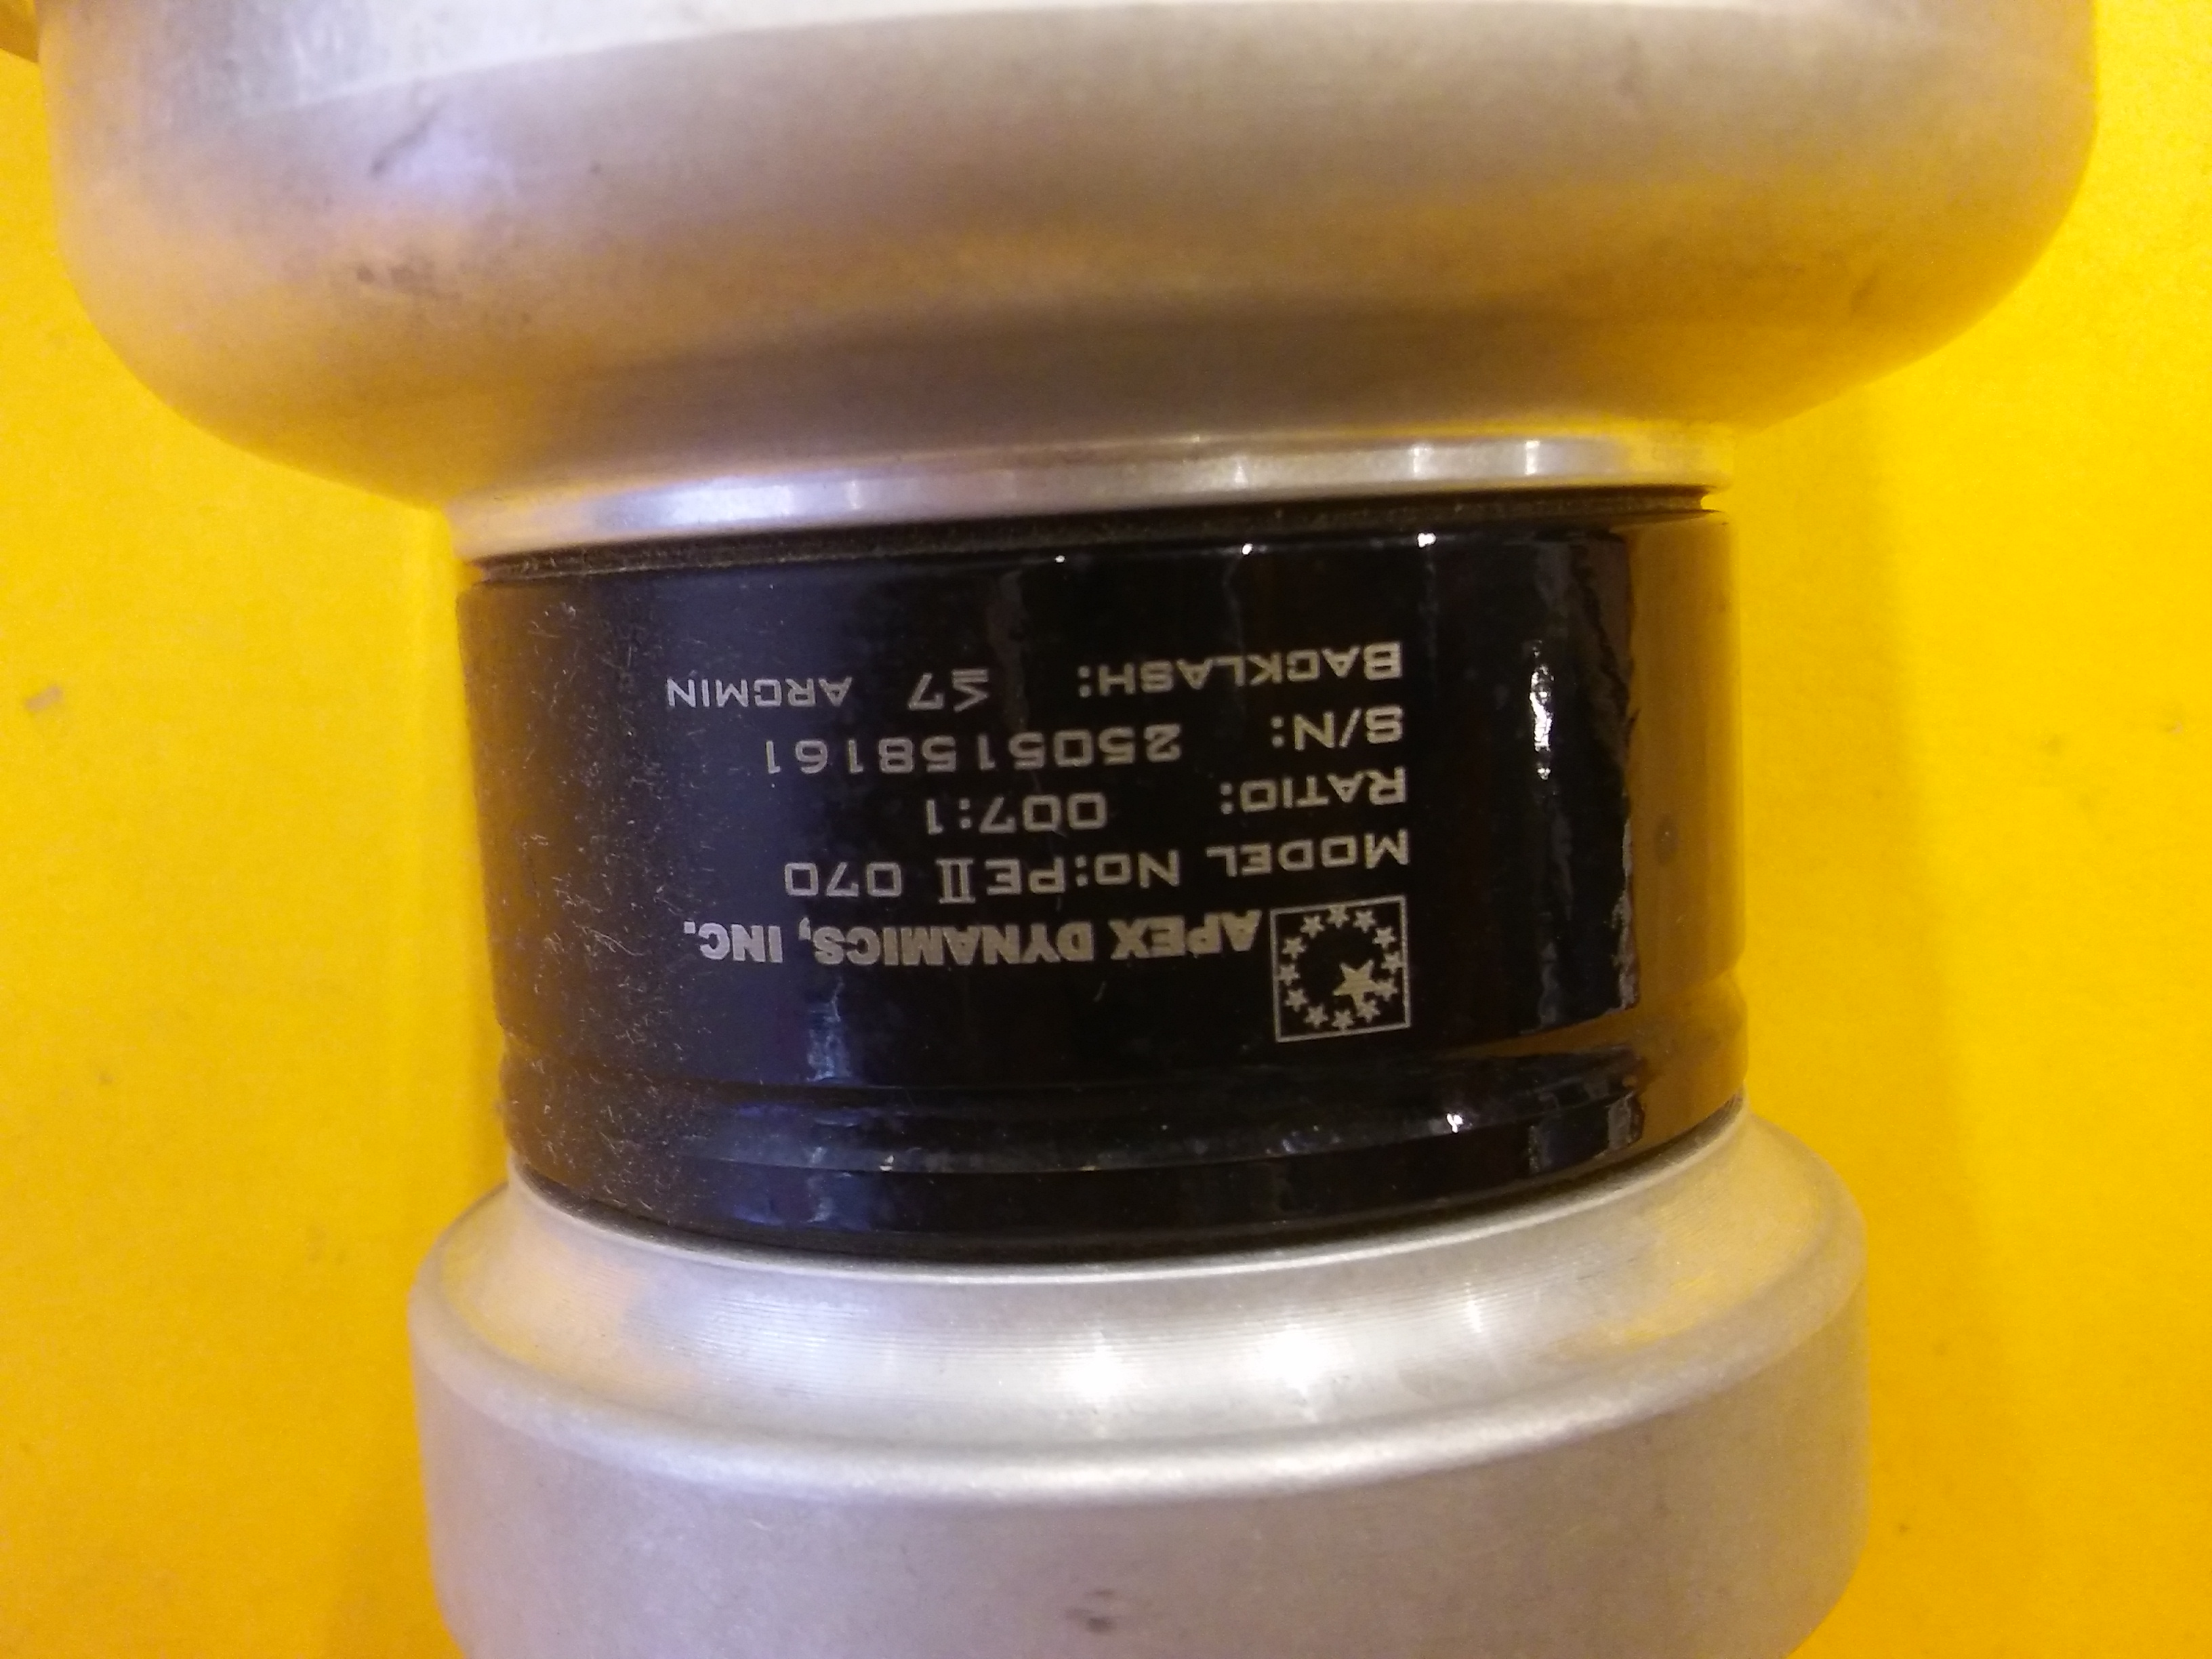 APEX DYNAMICS, INC.
MODEL NO:PEⅡ 070
RATIO: 007:1
S/N: 2505158161
BACKLASH: ≦7 ARCMIN